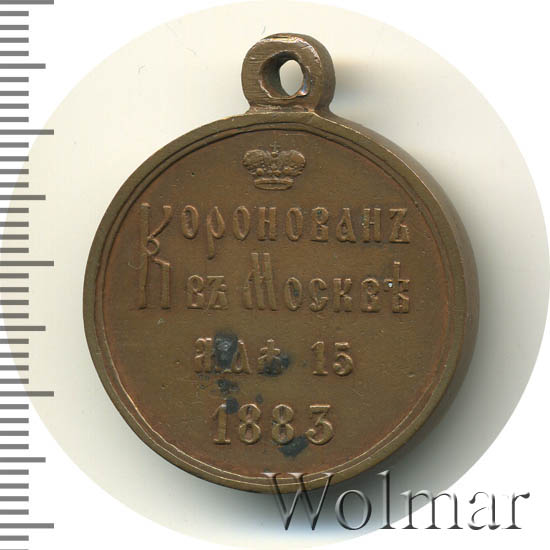 Коронованъ
въ Москвѣ
мая 15
1883
Wolmar